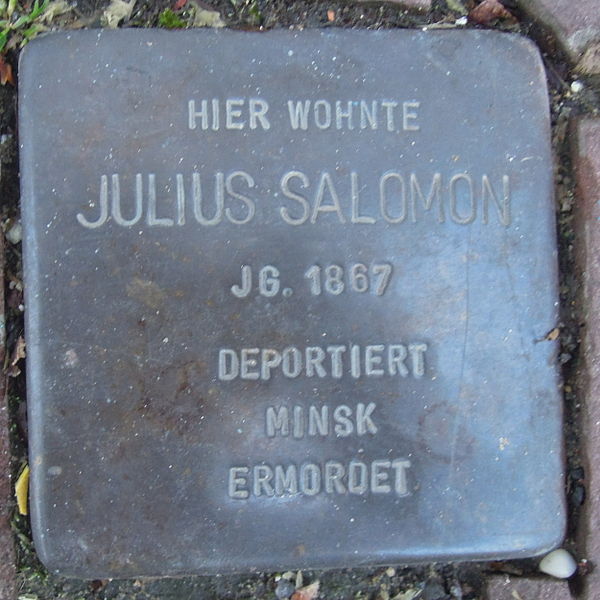 HIER WOHNTE
JULIUS SALOMON
JG. 1867
DEPORTIERT
MINSK
ERMORDET